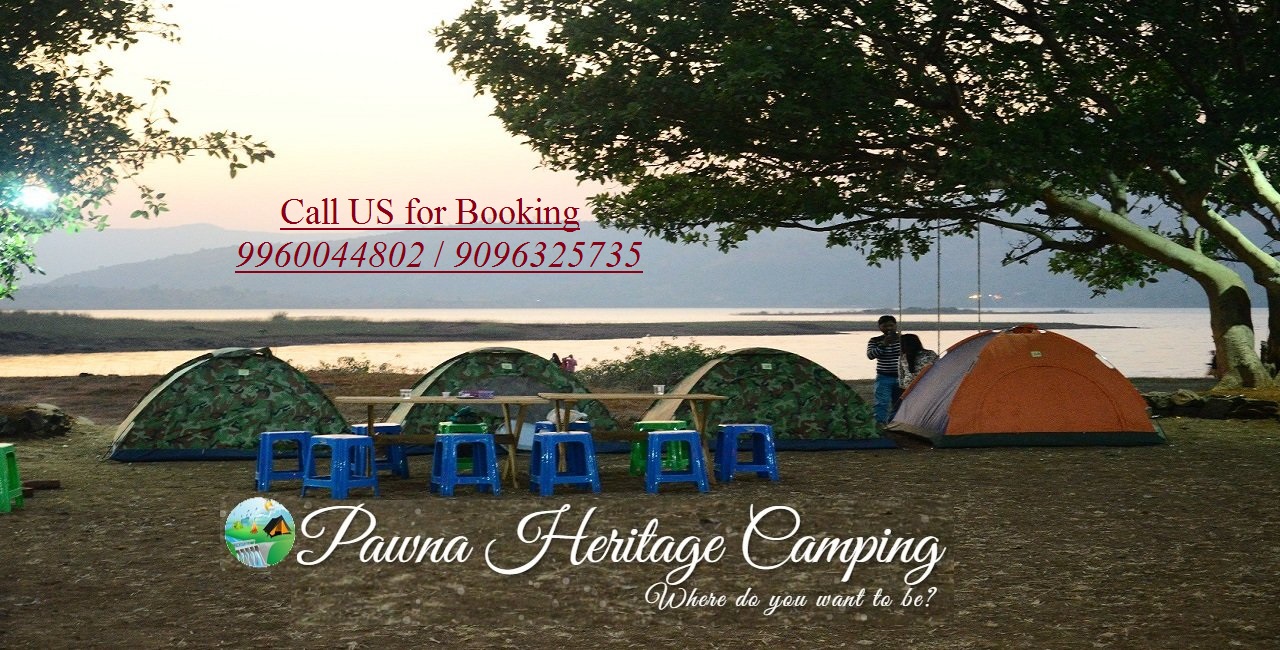 Call US for Booking
9960044802 / 9096325735
Pawna Heritage Camping
Where do you want to be?